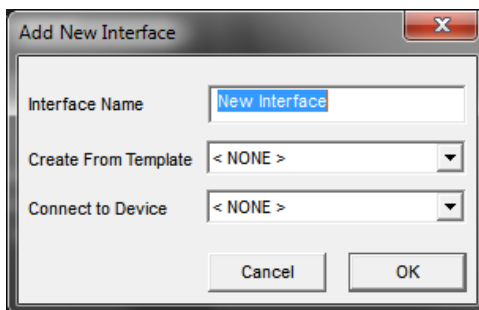 Add New Interface
Interface Name New Interface
Create From Template < NONE >
Connect to Device < NONE >
Cancel OK